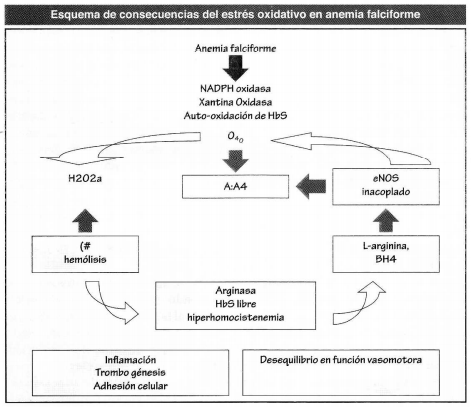 Esquema de consecuencias del estrés oxidativo en anemia falciforme
Anemia falciforme
NADPH oxidasa
Xantina Oxidasa
Auto-oxidación de HbS
O₄₀
H202a
A:A4
eNOS
inacoplado
(#
hemólisis
L-argínina,
BH4
Arginasa
HbS libre
hiperhomocistenemia
Inflamación
Trombo génesis
Adhesión celular
Desequilibrio en función vasomotora